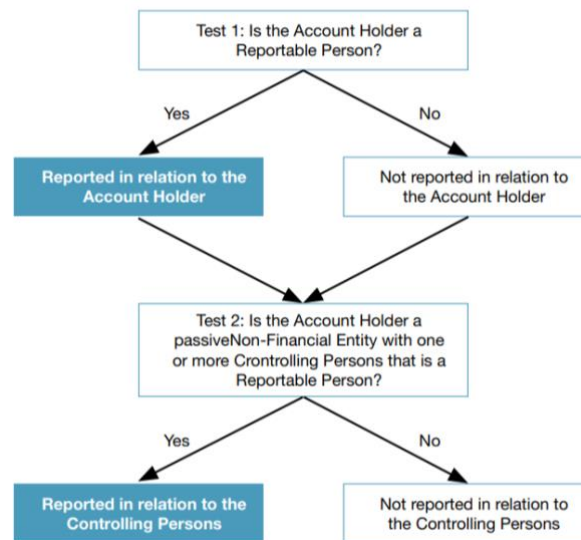 Test 1: Is the Account Holder a
Reportable Person?
Yes
No
Reported in relation to the
Account Holder
Not reported in relation to
the Account Holder
Test 2: Is the Account Holder a
passiveNon-Financial Entity with one
or more Crontrolling Persons that is a
Reportable Person?
Yes
No
Reported in relation to the
Controlling Persons
Not reported in relation to
the Controlling Persons